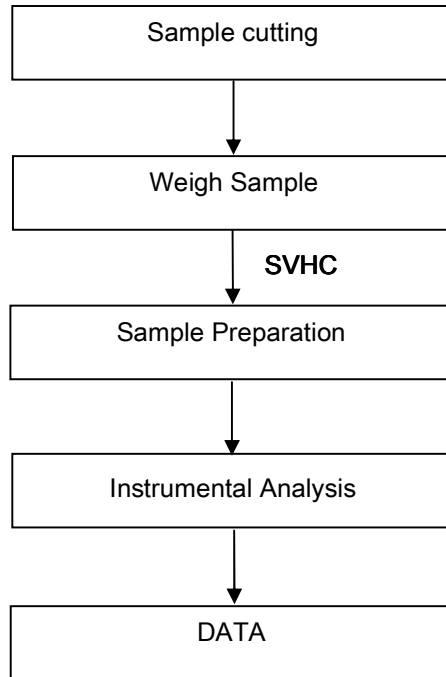 Sample cutting
Weigh Sample
SVHC
Sample Preparation
Instrumental Analysis
DATA